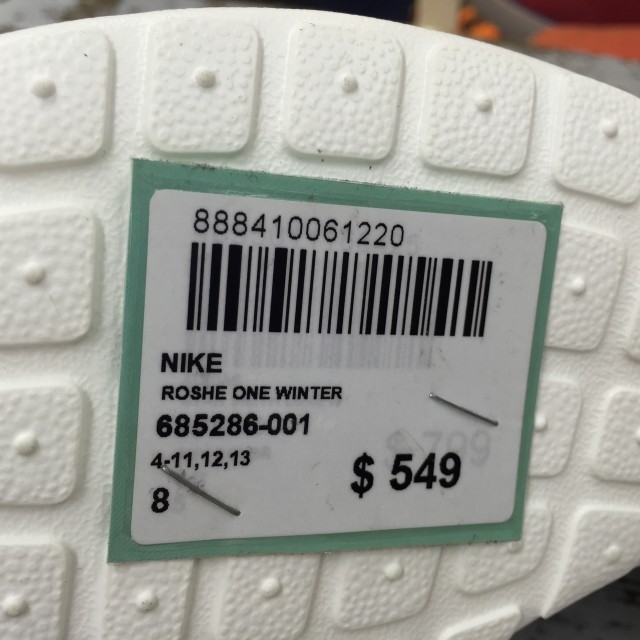 888410061220
NIKE
ROSHE ONE WINTER
685286-001
4-11,12,13
$ 549
8